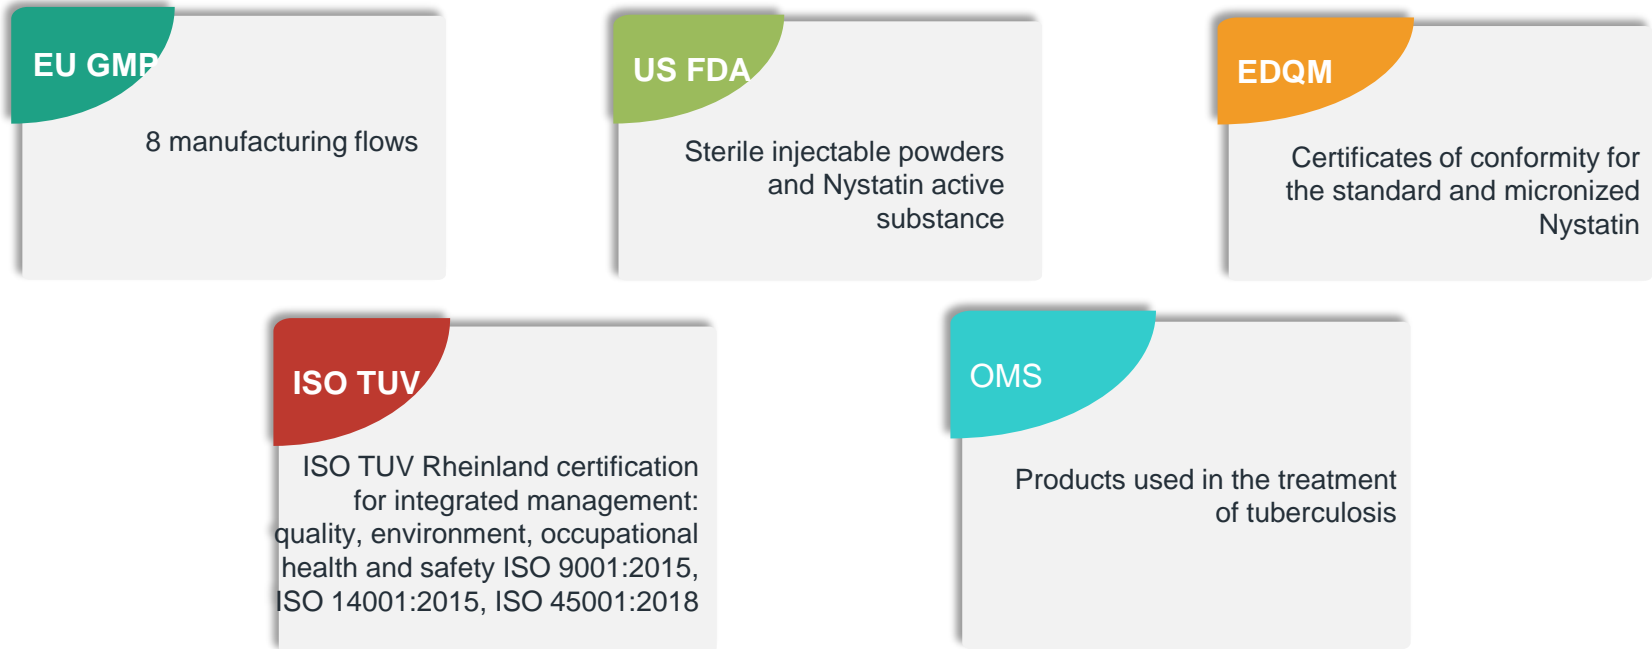 EU GMP
8 manufacturing flows
US FDA
Sterile injectable powders
and Nystatin active
substance
EDQM
Certificates of conformity for
the standard and micronized
Nystatin
ISO TUV
ISO TUV Rheinland certification
for integrated management:
quality, environment, occupational
health and safety ISO 9001:2015,
ISO 14001:2015, ISO 45001:2018
OMS
Products used in the treatment
of tuberculosis